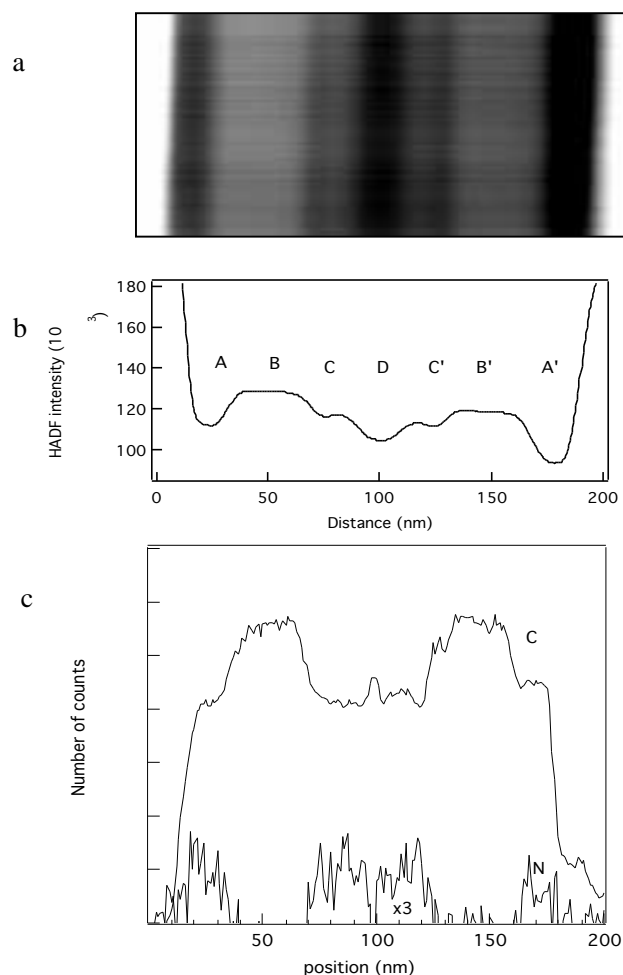 a
b
HADF intensity (10
3
)
180
160
140
120
100
A B C D C' B' A'
0 50 100 150 200
Distance (nm)
c
Number of counts
C
N
x3
50 100 150 200
position (nm)